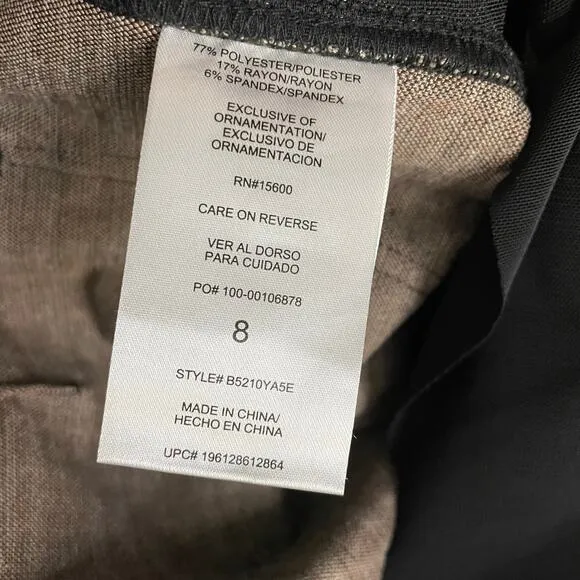 77% POLYESTER/POLIESTER
17% RAYON/RAYON
6% SPANDEX/SPANDEX
EXCLUSIVE OF
ORNAMENTATION/
EXCLUSIVO DE
ORNAMENTACION
RN#15600
CARE ON REVERSE
VER AL DORSO
PARA CUIDADO
PO# 100-00106878
8
STYLE# B5210YA5E
MADE IN CHINA/
HECHO EN CHINA
UPC# 196128612864